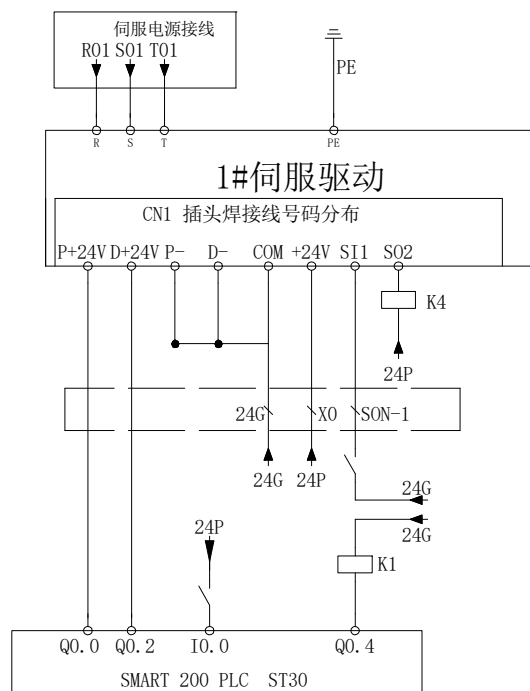 伺服电源接线
R01 S01 T01
PE
R S T PE
1#伺服驱动
CN1 插头焊接线号码分布
P+24V D+24V P- D- COM +24V SI1 SO2
K4
24P
24G X0 SON-1
24G 24P
24G
24P 24G
K1
Q0.0 Q0.2 I0.0 Q0.4
SMART 200 PLC ST30